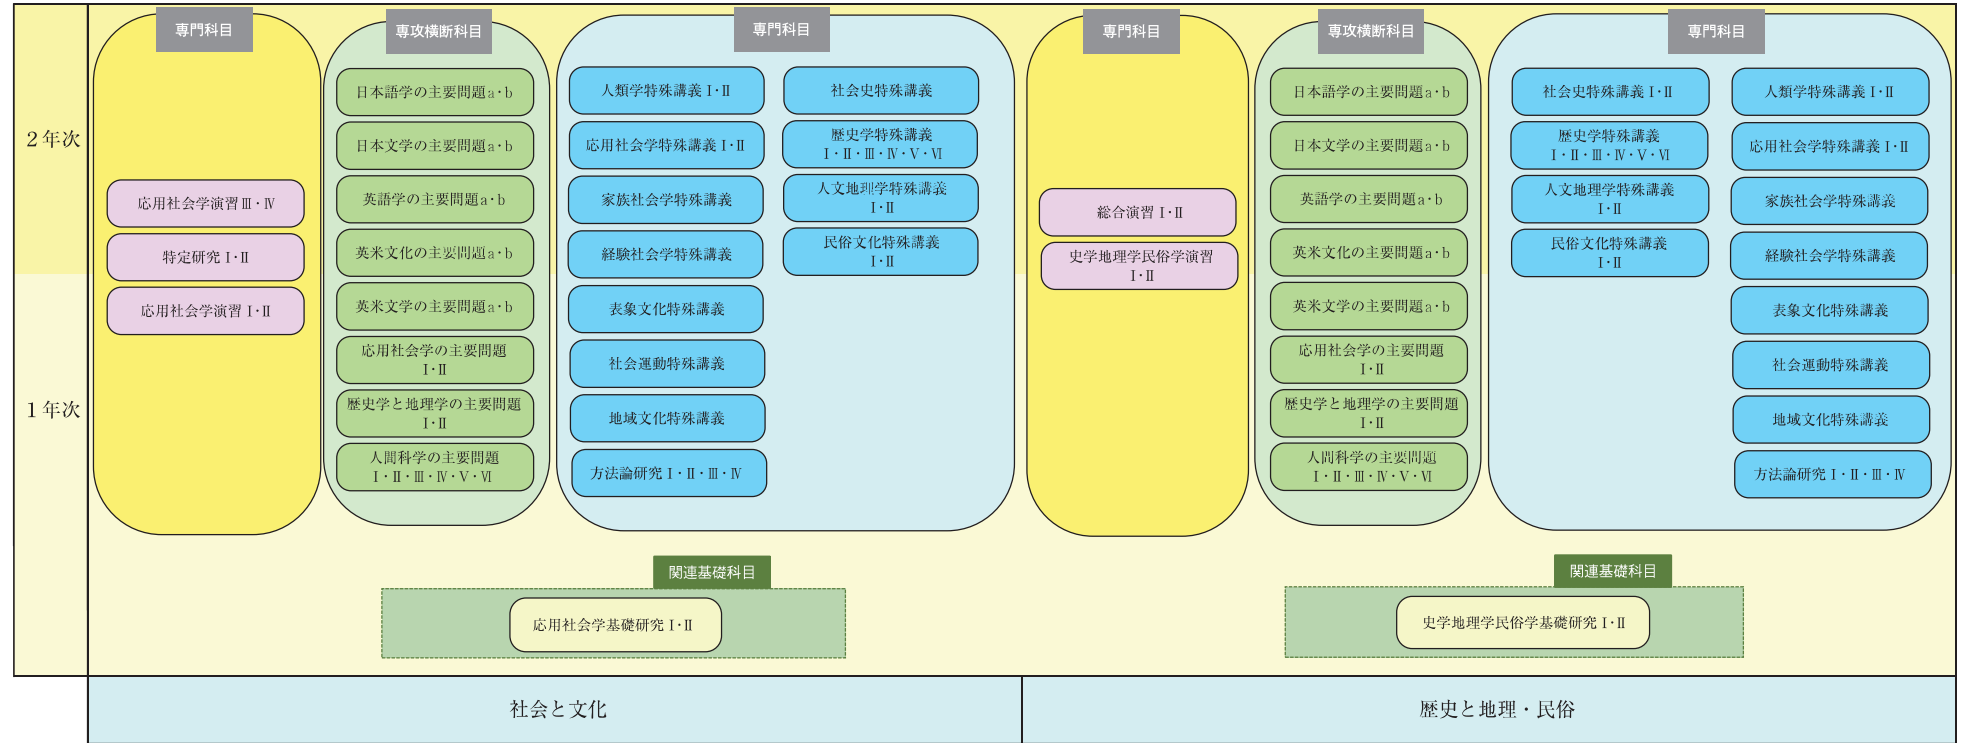 2年次
1年次
専門科目
応用社会学演習Ⅲ・Ⅳ
特定研究Ⅰ・Ⅱ
応用社会学演習Ⅰ・Ⅱ
専攻横断科目
日本語学の主要問題a・b
日本文学の主要問題a・b
英語学の主要問題a・b
英米文化の主要問題a・b
英米文学の主要問題a・b
応用社会学の主要問題
Ⅰ・Ⅱ
歴史学と地理学の主要問題
Ⅰ・Ⅱ
人間科学の主要問題
Ⅰ・Ⅱ・Ⅲ・Ⅳ・Ⅴ・Ⅵ
専門科目
人類学特殊講義Ⅰ・Ⅱ
応用社会学特殊講義Ⅰ・Ⅱ
家族社会学特殊講義
経験社会学特殊講義
表象文化特殊講義
社会運動特殊講義
地域文化特殊講義
方法論研究Ⅰ・Ⅱ・Ⅲ・Ⅳ
社会史特殊講義
歴史学特殊講義
Ⅰ・Ⅱ・Ⅲ・Ⅳ・Ⅴ・Ⅵ
人文地理学特殊講義
Ⅰ・Ⅱ
民俗文化特殊講義
Ⅰ・Ⅱ
関連基礎科目
応用社会学基礎研究Ⅰ・Ⅱ
社会と文化
専門科目
総合演習Ⅰ・Ⅱ
史学地理学民俗学演習
Ⅰ・Ⅱ
専攻横断科目
日本語学の主要問題a・b
日本文学の主要問題a・b
英語学の主要問題a・b
英米文化の主要問題a・b
英米文学の主要問題a・b
応用社会学の主要問題
Ⅰ・Ⅱ
歴史学と地理学の主要問題
Ⅰ・Ⅱ
人間科学の主要問題
Ⅰ・Ⅱ・Ⅲ・Ⅳ・Ⅴ・Ⅵ
専門科目
社会史特殊講義Ⅰ・Ⅱ
歴史学特殊講義
Ⅰ・Ⅱ・Ⅲ・Ⅳ・Ⅴ・Ⅵ
人文地理学特殊講義
Ⅰ・Ⅱ
民俗文化特殊講義
Ⅰ・Ⅱ
人類学特殊講義Ⅰ・Ⅱ
応用社会学特殊講義Ⅰ・Ⅱ
家族社会学特殊講義
経験社会学特殊講義
表象文化特殊講義
社会運動特殊講義
地域文化特殊講義
方法論研究Ⅰ・Ⅱ・Ⅲ・Ⅳ
関連基礎科目
史学地理学民俗学基礎研究Ⅰ・Ⅱ
歴史と地理・民俗